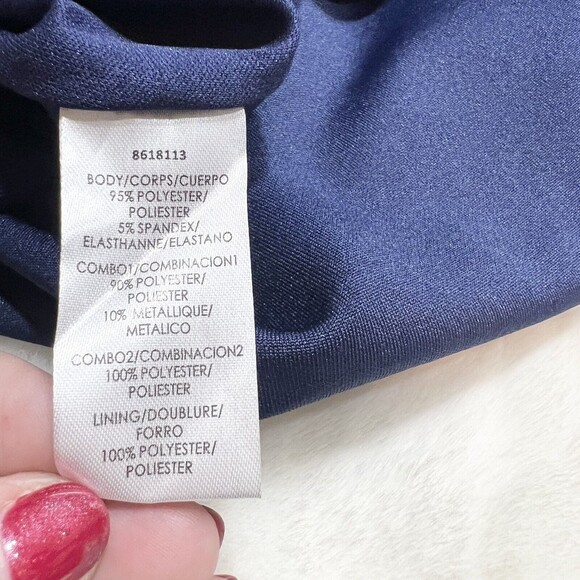 8618113
BODY/CORPS/CUERPO
95% POLYESTER/
POLIESTER
5% SPANDEX/
ELASTHANNE/ELASTANO
COMBO1/COMBINACION1
90% POLYESTER/
POLIESTER
10% METALLIQUE/
METALICO
COMBO2/COMBINACION2
100% POLYESTER/
POLIESTER
LINING/DOUBLURE/
FORRO
100% POLYESTER/
POLIESTER